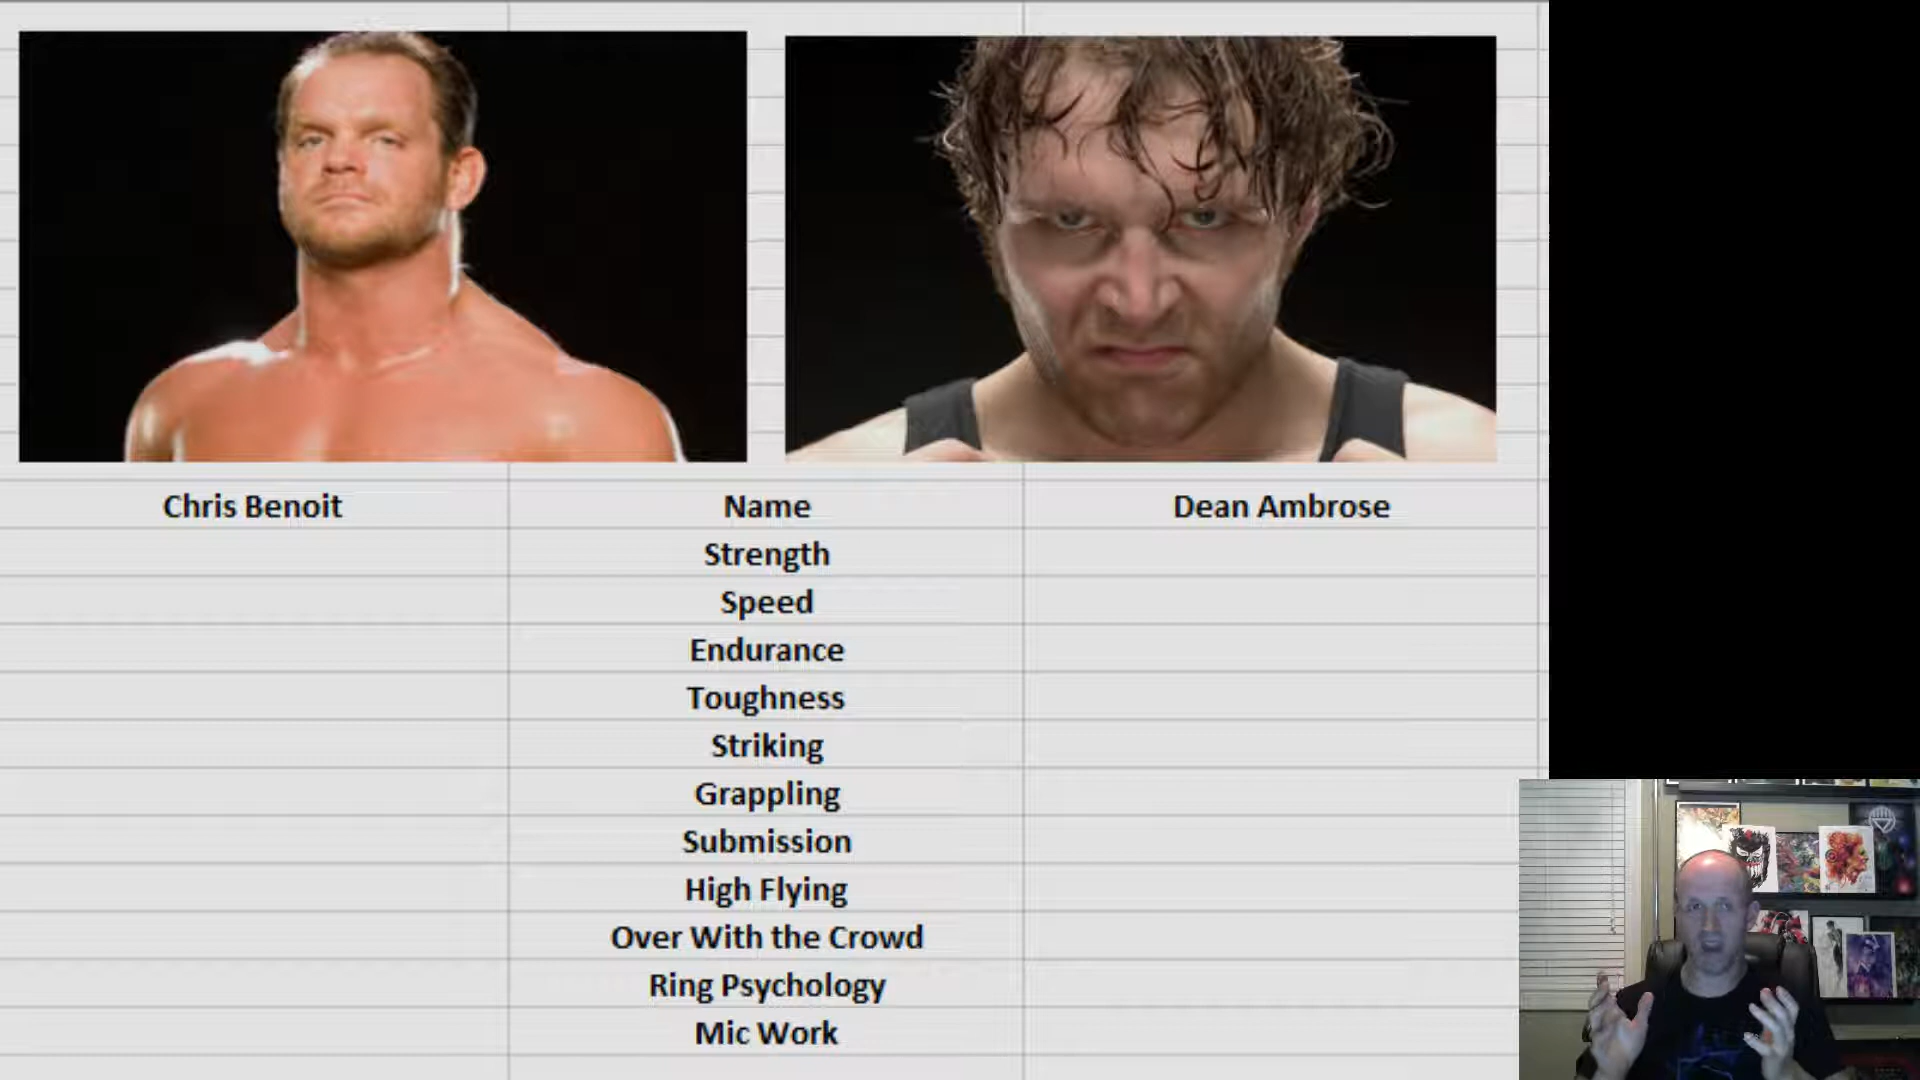 Chris Benoit Name Dean Ambrose
Strength
Speed
Endurance
Toughness
Striking
Grappling
Submission
High Flying
Over With the Crowd
Ring Psychology
Mic Work